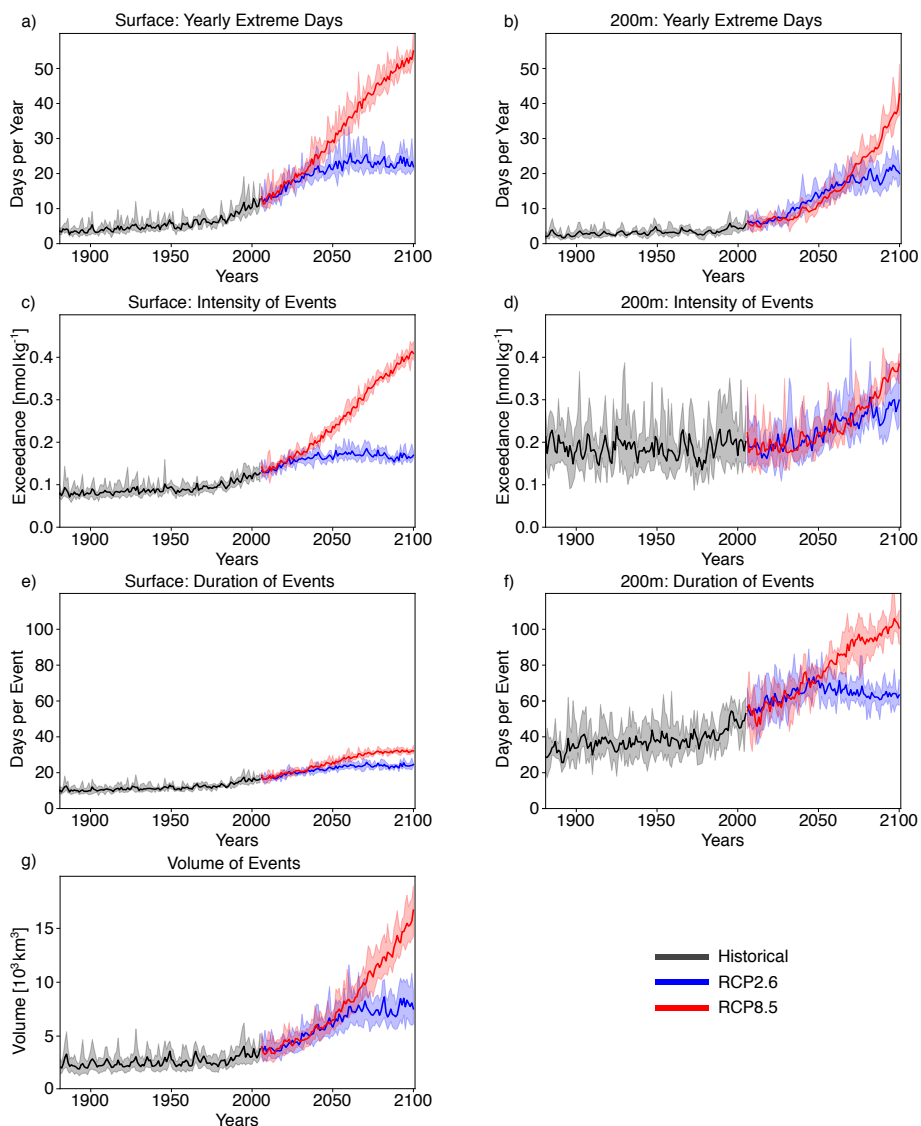 a) Surface: Yearly Extreme Days
Days per Year
50
40
30
20
10
0
1900 1950 2000 2050 2100
Years
b) 200m: Yearly Extreme Days
Days per Year
50
40
30
20
10
0
1900 1950 2000 2050 2100
Years
c) Surface: Intensity of Events
Exceedance [nmol kg⁻¹]
0.4
0.3
0.2
0.1
0.0
1900 1950 2000 2050 2100
Years
d) 200m: Intensity of Events
Exceedance [nmol kg⁻¹]
0.4
0.3
0.2
0.1
0.0
1900 1950 2000 2050 2100
Years
e) Surface: Duration of Events
Days per Event
100
80
60
40
20
0
1900 1950 2000 2050 2100
Years
f) 200m: Duration of Events
Days per Event
100
80
60
40
20
0
1900 1950 2000 2050 2100
Years
g) Volume of Events
Volume [10³ km³]
15
10
5
0
1900 1950 2000 2050 2100
Years
Historical
RCP2.6
RCP8.5